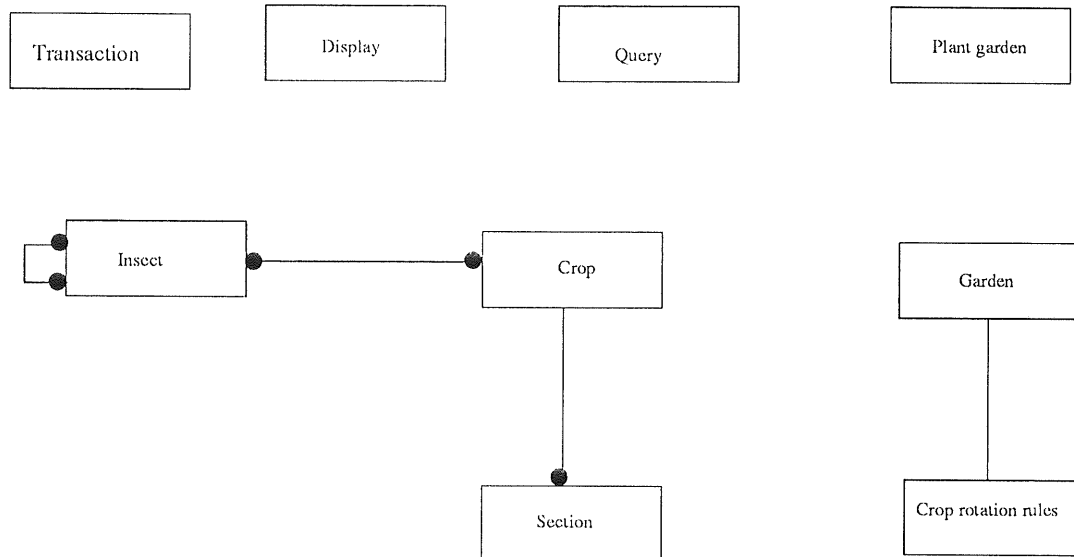 Transaction
Display
Query
Plant garden
Insect
Crop
Garden
Section
Crop rotation rules